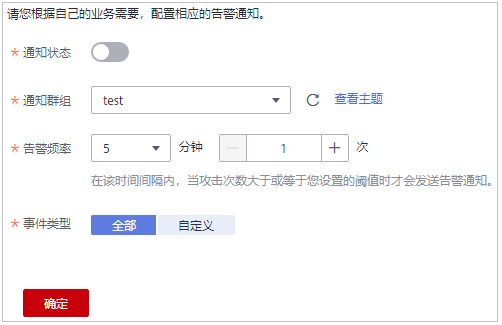 请您根据自己的业务需要，配置相应的告警通知。
* 通知状态
* 通知群组 test 查看主题
* 告警频率 5 分钟 — 1 + 次
在该时间间隔内，当攻击次数大于或等于您设置的阈值时才会发送告警通知。
* 事件类型 全部 自定义
确定